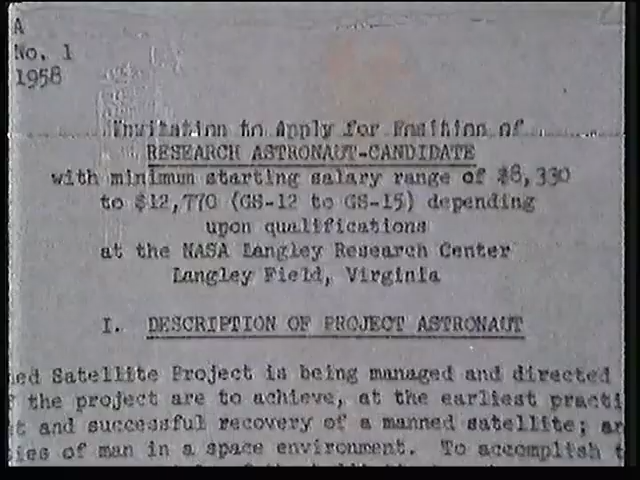 A
No. 1
1958
Invitation to Apply for Position of
RESEARCH ASTRONAUT-CANDIDATE
with minimum starting salary range of $8,330
to $12,770 (GS-12 to GS-15) depending
upon qualifications
at the NASA Langley Research Center
Langley Field, Virginia
I. DESCRIPTION OF PROJECT ASTRONAUT
ed Satellite Project is being managed and directed
the project are to achieve, at the earliest practi
t and successful recovery of a manned satellite; an
ies of man in a space environment. To accomplish t